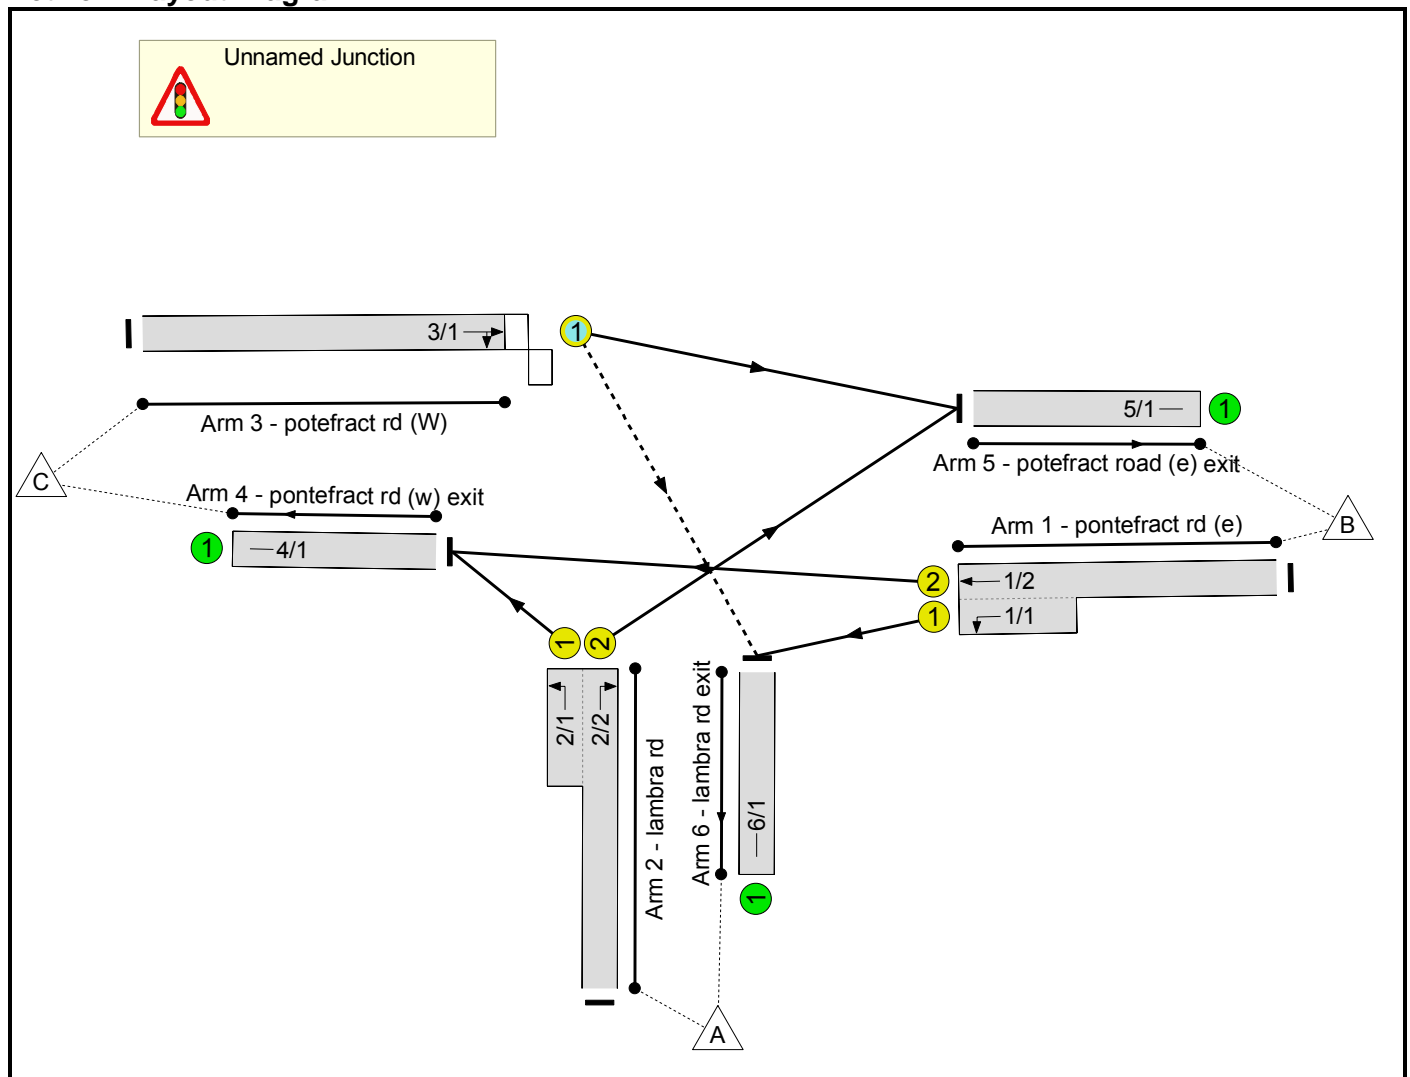 Unnamed Junction
3/1
1
Arm 3 - potefract rd (W)
5/1
1
Arm 5 - potefract road (e) exit
C
Arm 4 - pontefract rd (w) exit
1
4/1
B
Arm 1 - pontefract rd (e)
2
1/2
1
1/1
1
2
2/1
2/2
Arm 2 - lambra rd
Arm 6 - lambra rd exit
6/1
1
A